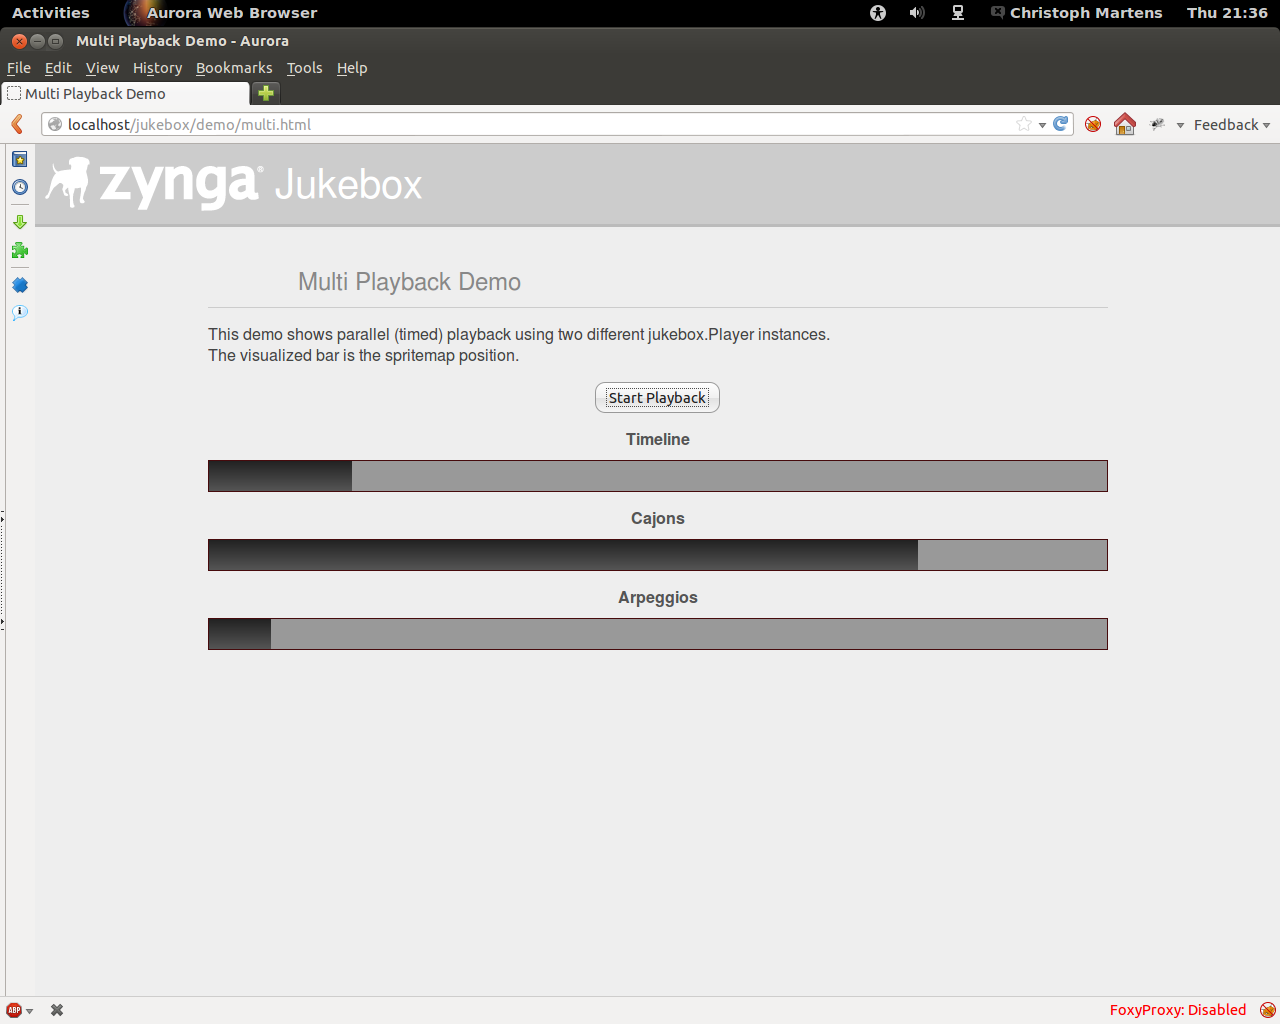 Activities Aurora Web Browser Christoph Martens Thu 21:36
Multi Playback Demo - Aurora
File Edit View History Bookmarks Tools Help
Multi Playback Demo
localhost/jukebox/demo/multi.html Feedback
zynga® Jukebox
Multi Playback Demo
This demo shows parallel (timed) playback using two different jukebox.Player instances.
The visualized bar is the spritemap position.
Start Playback
Timeline
Cajons
Arpeggios
ABP FoxyProxy: Disabled